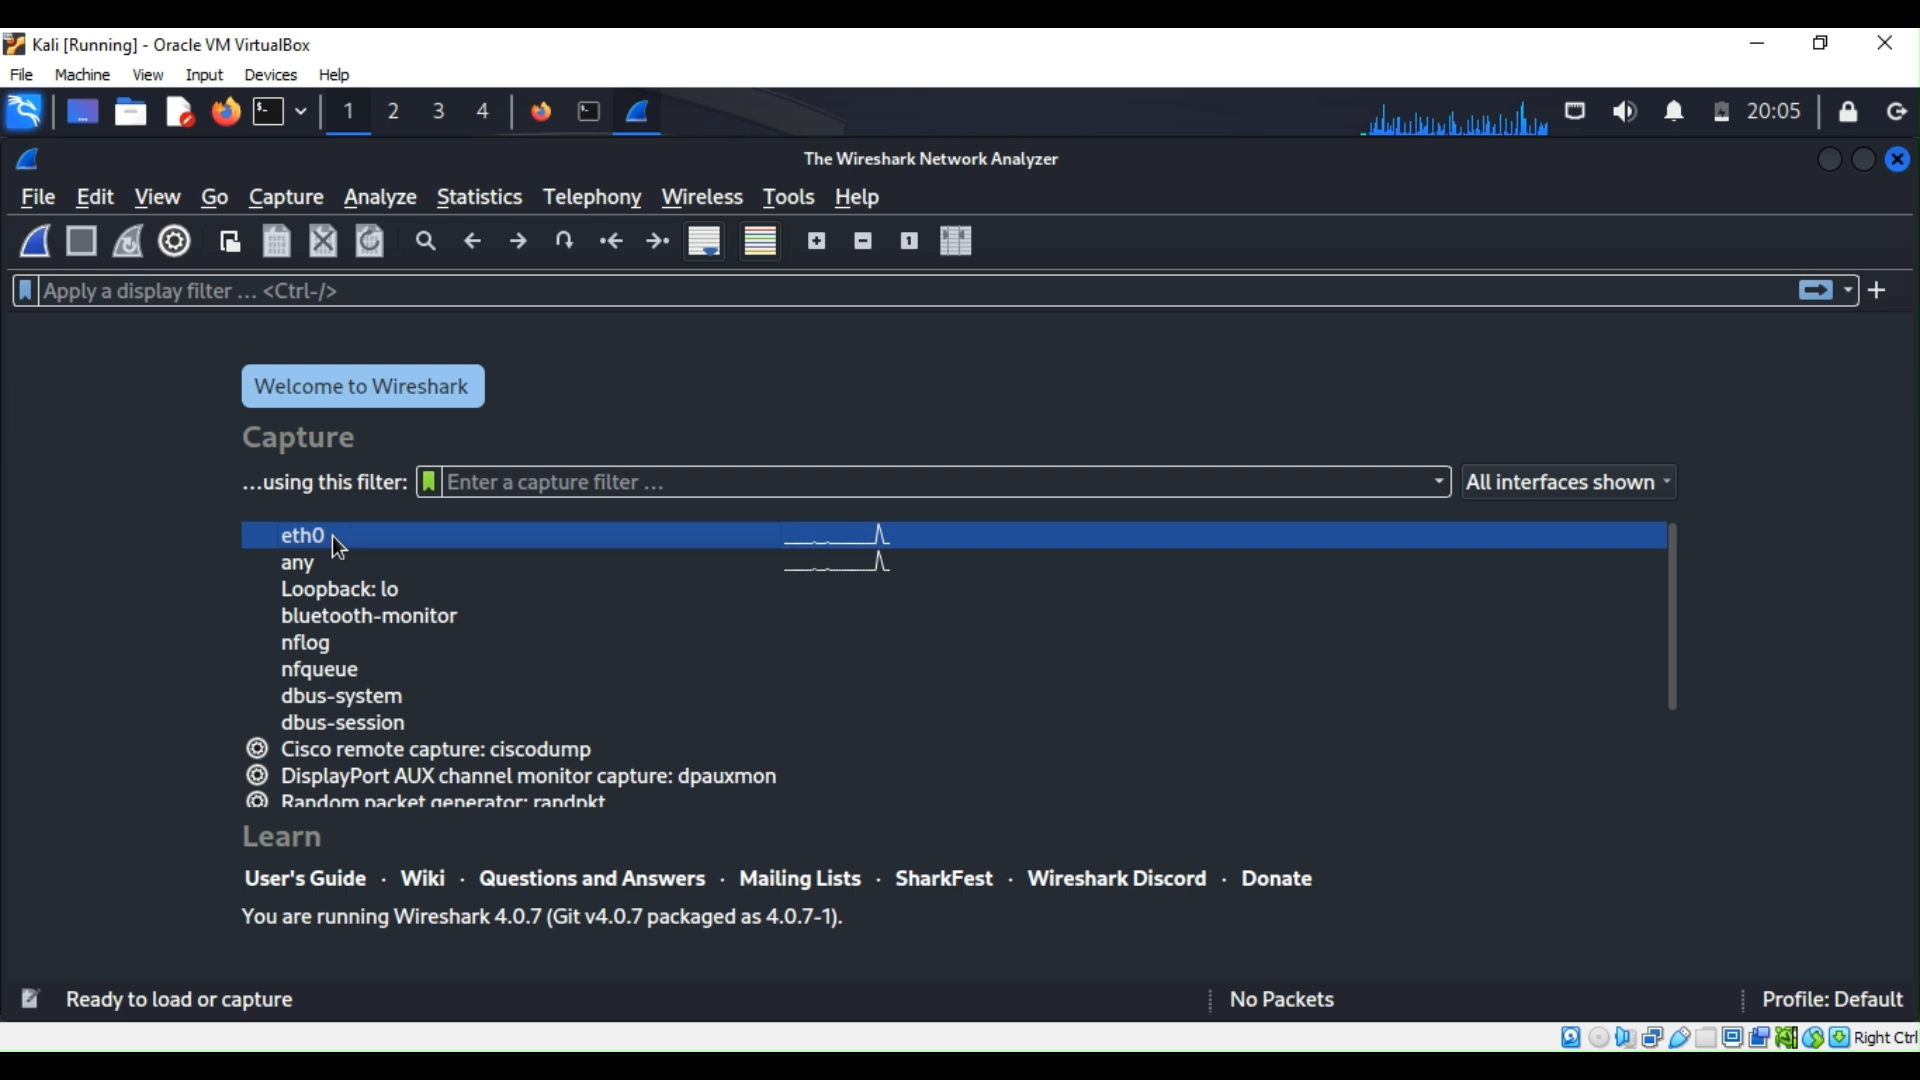 Kali [Running] - Oracle VM VirtualBox
File Machine View Input Devices Help
1 2 3 4 20:05
The Wireshark Network Analyzer
File Edit View Go Capture Analyze Statistics Telephony Wireless Tools Help
Apply a display filter ... <Ctrl-/>
Welcome to Wireshark
Capture
...using this filter: Enter a capture filter ... All interfaces shown
eth0
any
Loopback: lo
bluetooth-monitor
nflog
nfqueue
dbus-system
dbus-session
Cisco remote capture: ciscodump
DisplayPort AUX channel monitor capture: dpauxmon
Random packet generator: randpkt
Learn
User's Guide · Wiki · Questions and Answers · Mailing Lists · SharkFest · Wireshark Discord · Donate
You are running Wireshark 4.0.7 (Git v4.0.7 packaged as 4.0.7-1).
Ready to load or capture No Packets Profile: Default
Right Ctrl